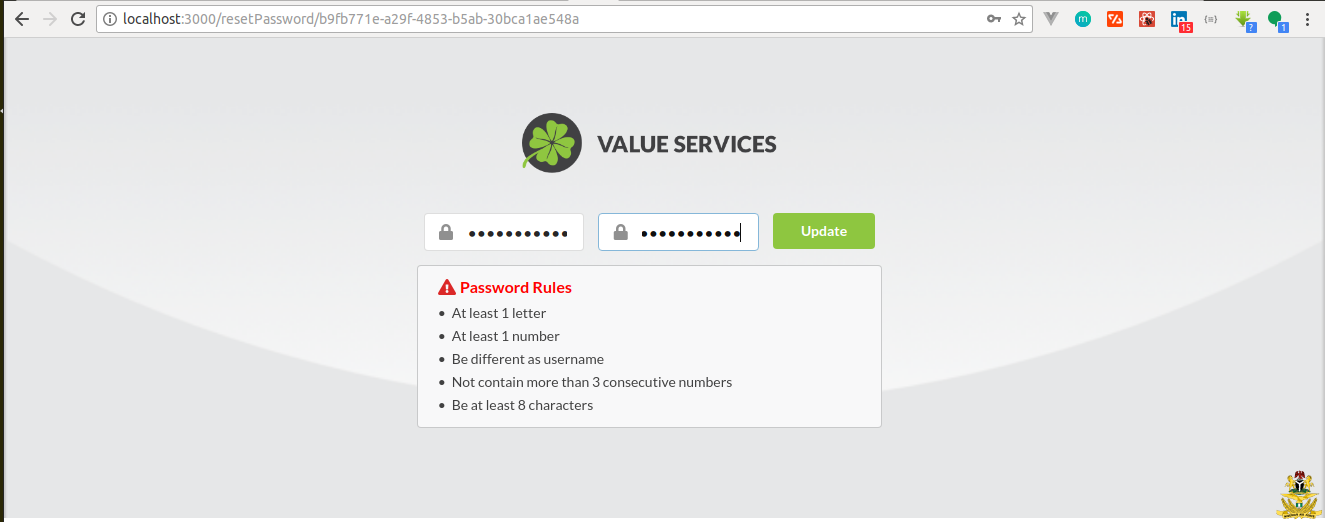 localhost:3000/resetPassword/b9fb771e-a29f-4853-b5ab-30bca1ae548a
m
in
15
{≡}
?
1
VALUE SERVICES
Update
Password Rules
• At least 1 letter
• At least 1 number
• Be different as username
• Not contain more than 3 consecutive numbers
• Be at least 8 characters